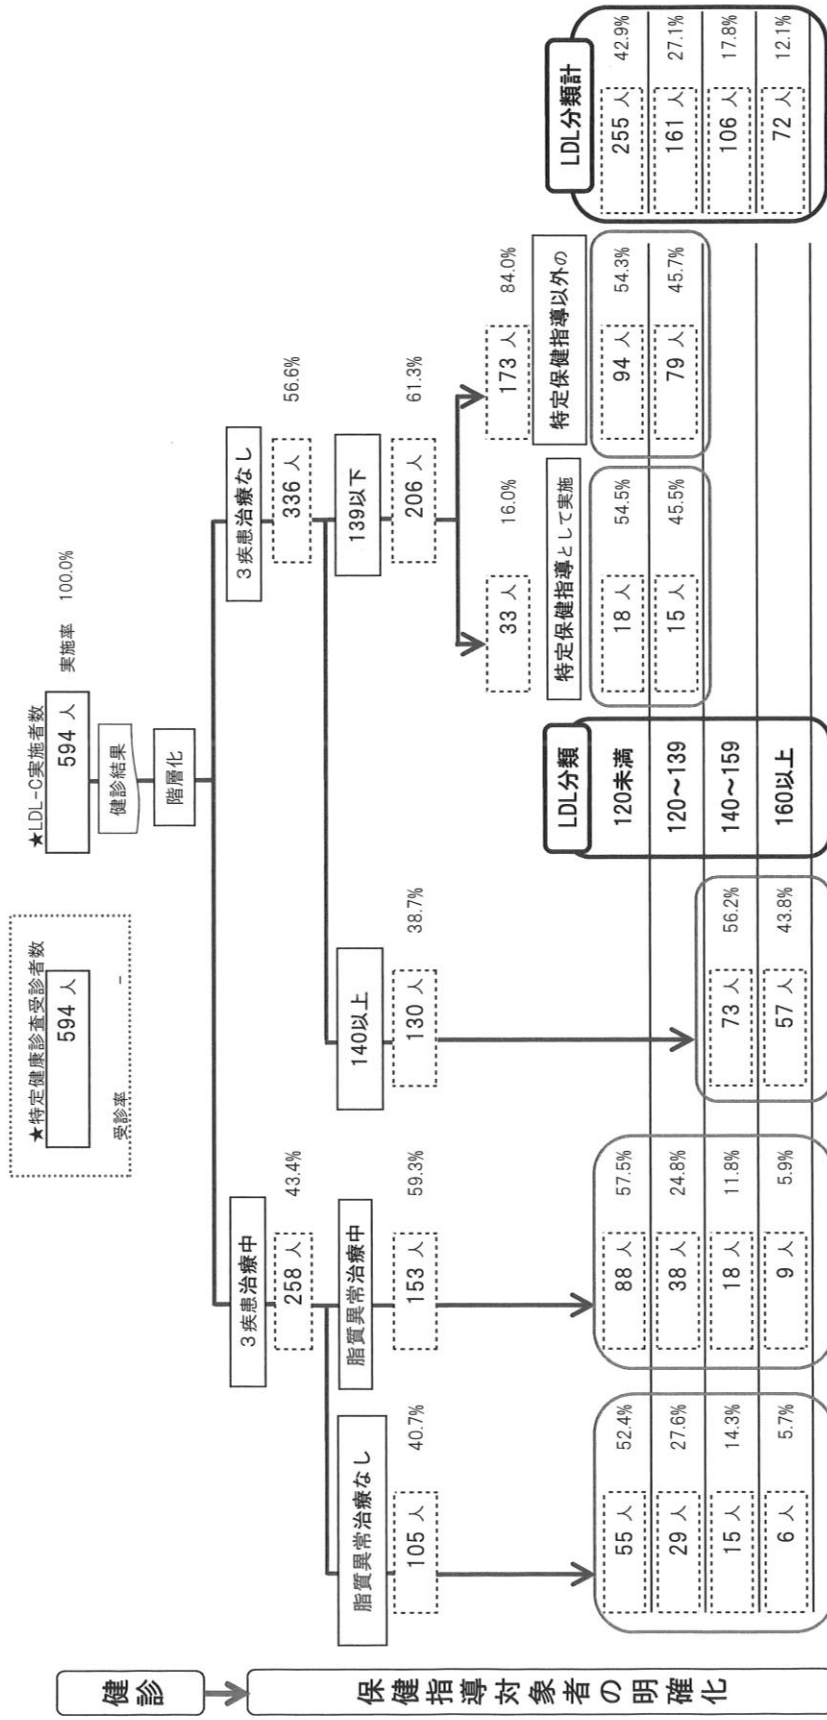 健診
保健指導対象者の明確化
★特定健康診査受診者数
594 人
受診率 －
★LDL-C実施者数
594 人 実施率 100.0%
健診結果
階層化
3疾患治療中
258 人 43.4%
3疾患治療なし
336 人 56.6%
脂質異常治療なし
105 人 40.7%
脂質異常治療中
153 人 59.3%
140以上
130 人 38.7%
139以下
206 人 61.3%
33 人 16.0%
173 人 84.0%
特定保健指導として実施
特定保健指導以外の
LDL分類
LDL分類計
55 人 52.4% 88 人 57.5% 120未満 18 人 54.5% 94 人 54.3% 255 人 42.9%
29 人 27.6% 38 人 24.8% 120～139 15 人 45.5% 79 人 45.7% 161 人 27.1%
15 人 14.3% 18 人 11.8% 73 人 56.2% 140～159 106 人 17.8%
6 人 5.7% 9 人 5.9% 57 人 43.8% 160以上 72 人 12.1%